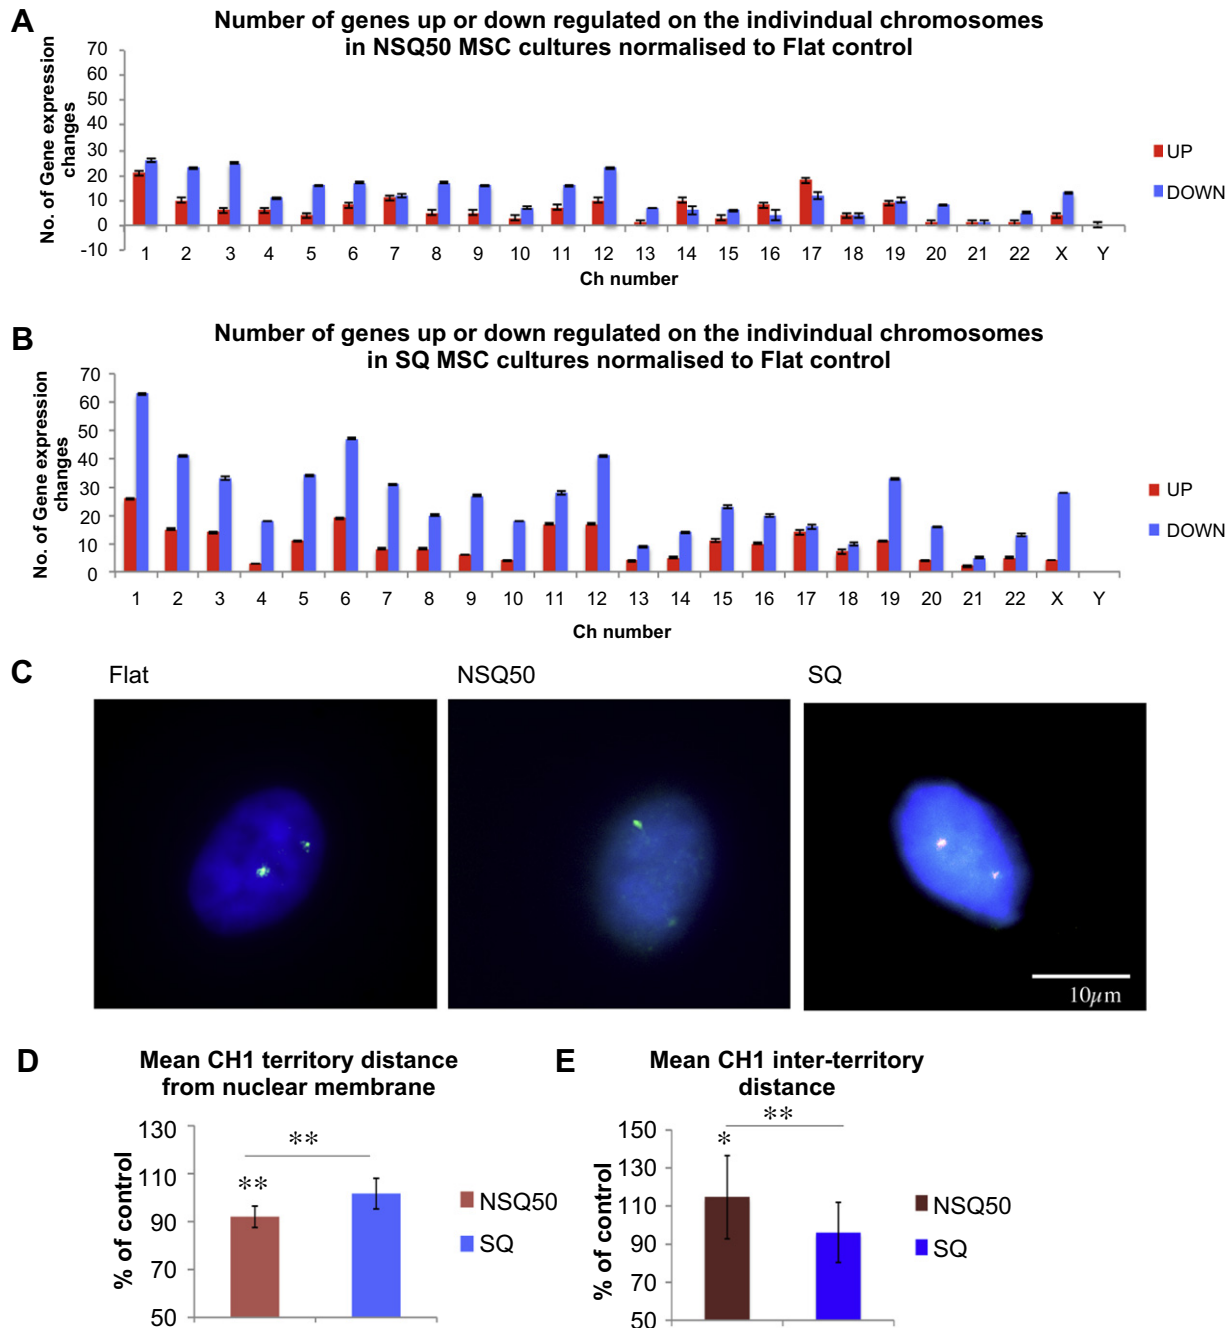 A
Number of genes up or down regulated on the indivindual chromosomes
in NSQ50 MSC cultures normalised to Flat control
No. of Gene expression
changes
70
60
50
40
30
20
10
0
-10
1 2 3 4 5 6 7 8 9 10 11 12 13 14 15 16 17 18 19 20 21 22 X Y
Ch number
UP
DOWN
B
Number of genes up or down regulated on the indivindual chromosomes
in SQ MSC cultures normalised to Flat control
No. of Gene expression
changes
70
60
50
40
30
20
10
0
1 2 3 4 5 6 7 8 9 10 11 12 13 14 15 16 17 18 19 20 21 22 X Y
Ch number
UP
DOWN
C
Flat
NSQ50
SQ
10μm
D
Mean CH1 territory distance
from nuclear membrane
% of control
130
110
90
70
50
**
**
NSQ50
SQ
E
Mean CH1 inter-territory
distance
% of control
150
130
110
90
70
50
**
*
NSQ50
SQ